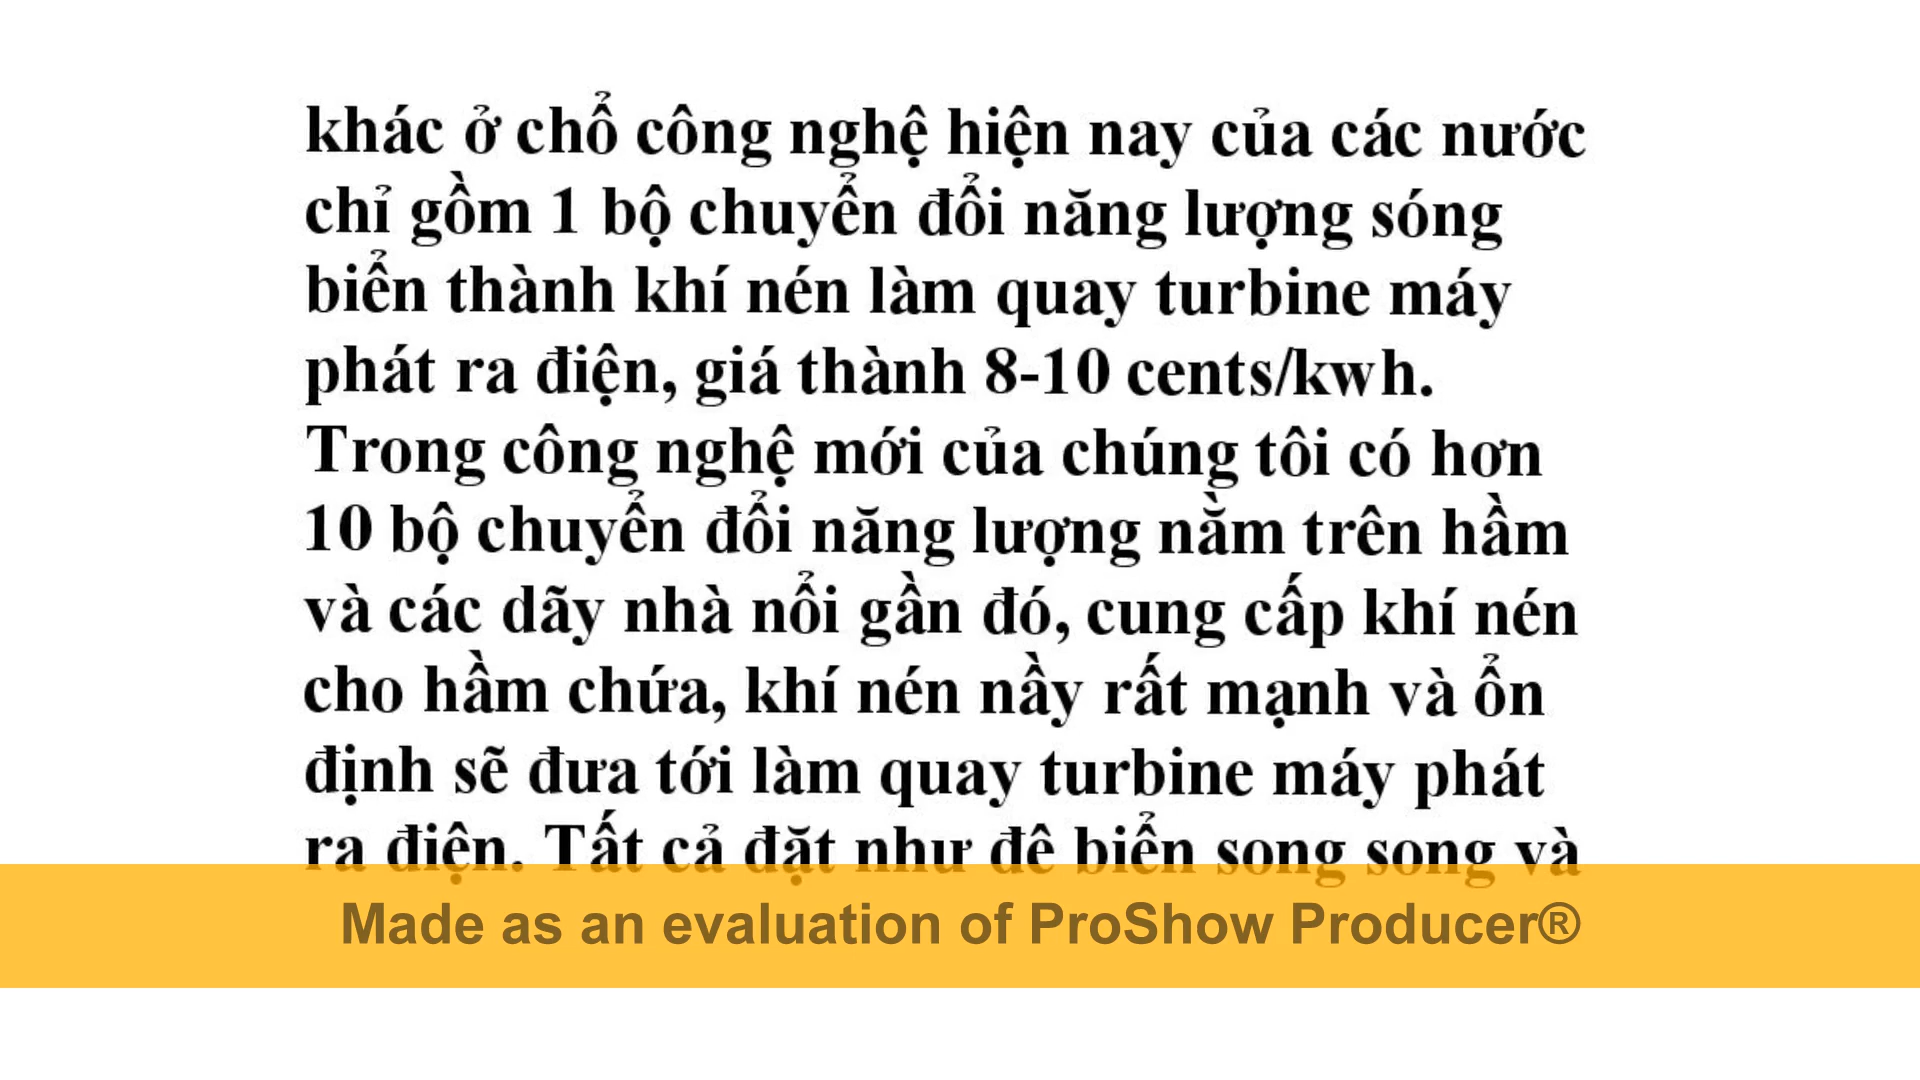 khác ở chổ công nghệ hiện nay của các nước
chỉ gồm 1 bộ chuyển đổi năng lượng sóng
biển thành khí nén làm quay turbine máy
phát ra điện, giá thành 8-10 cents/kwh.
Trong công nghệ mới của chúng tôi có hơn
10 bộ chuyển đổi năng lượng nằm trên hầm
và các dãy nhà nổi gần đó, cung cấp khí nén
cho hầm chứa, khí nén nầy rất mạnh và ổn
định sẽ đưa tới làm quay turbine máy phát
ra điện. Tất cả đặt như đê biển song song và
Made as an evaluation of ProShow Producer®